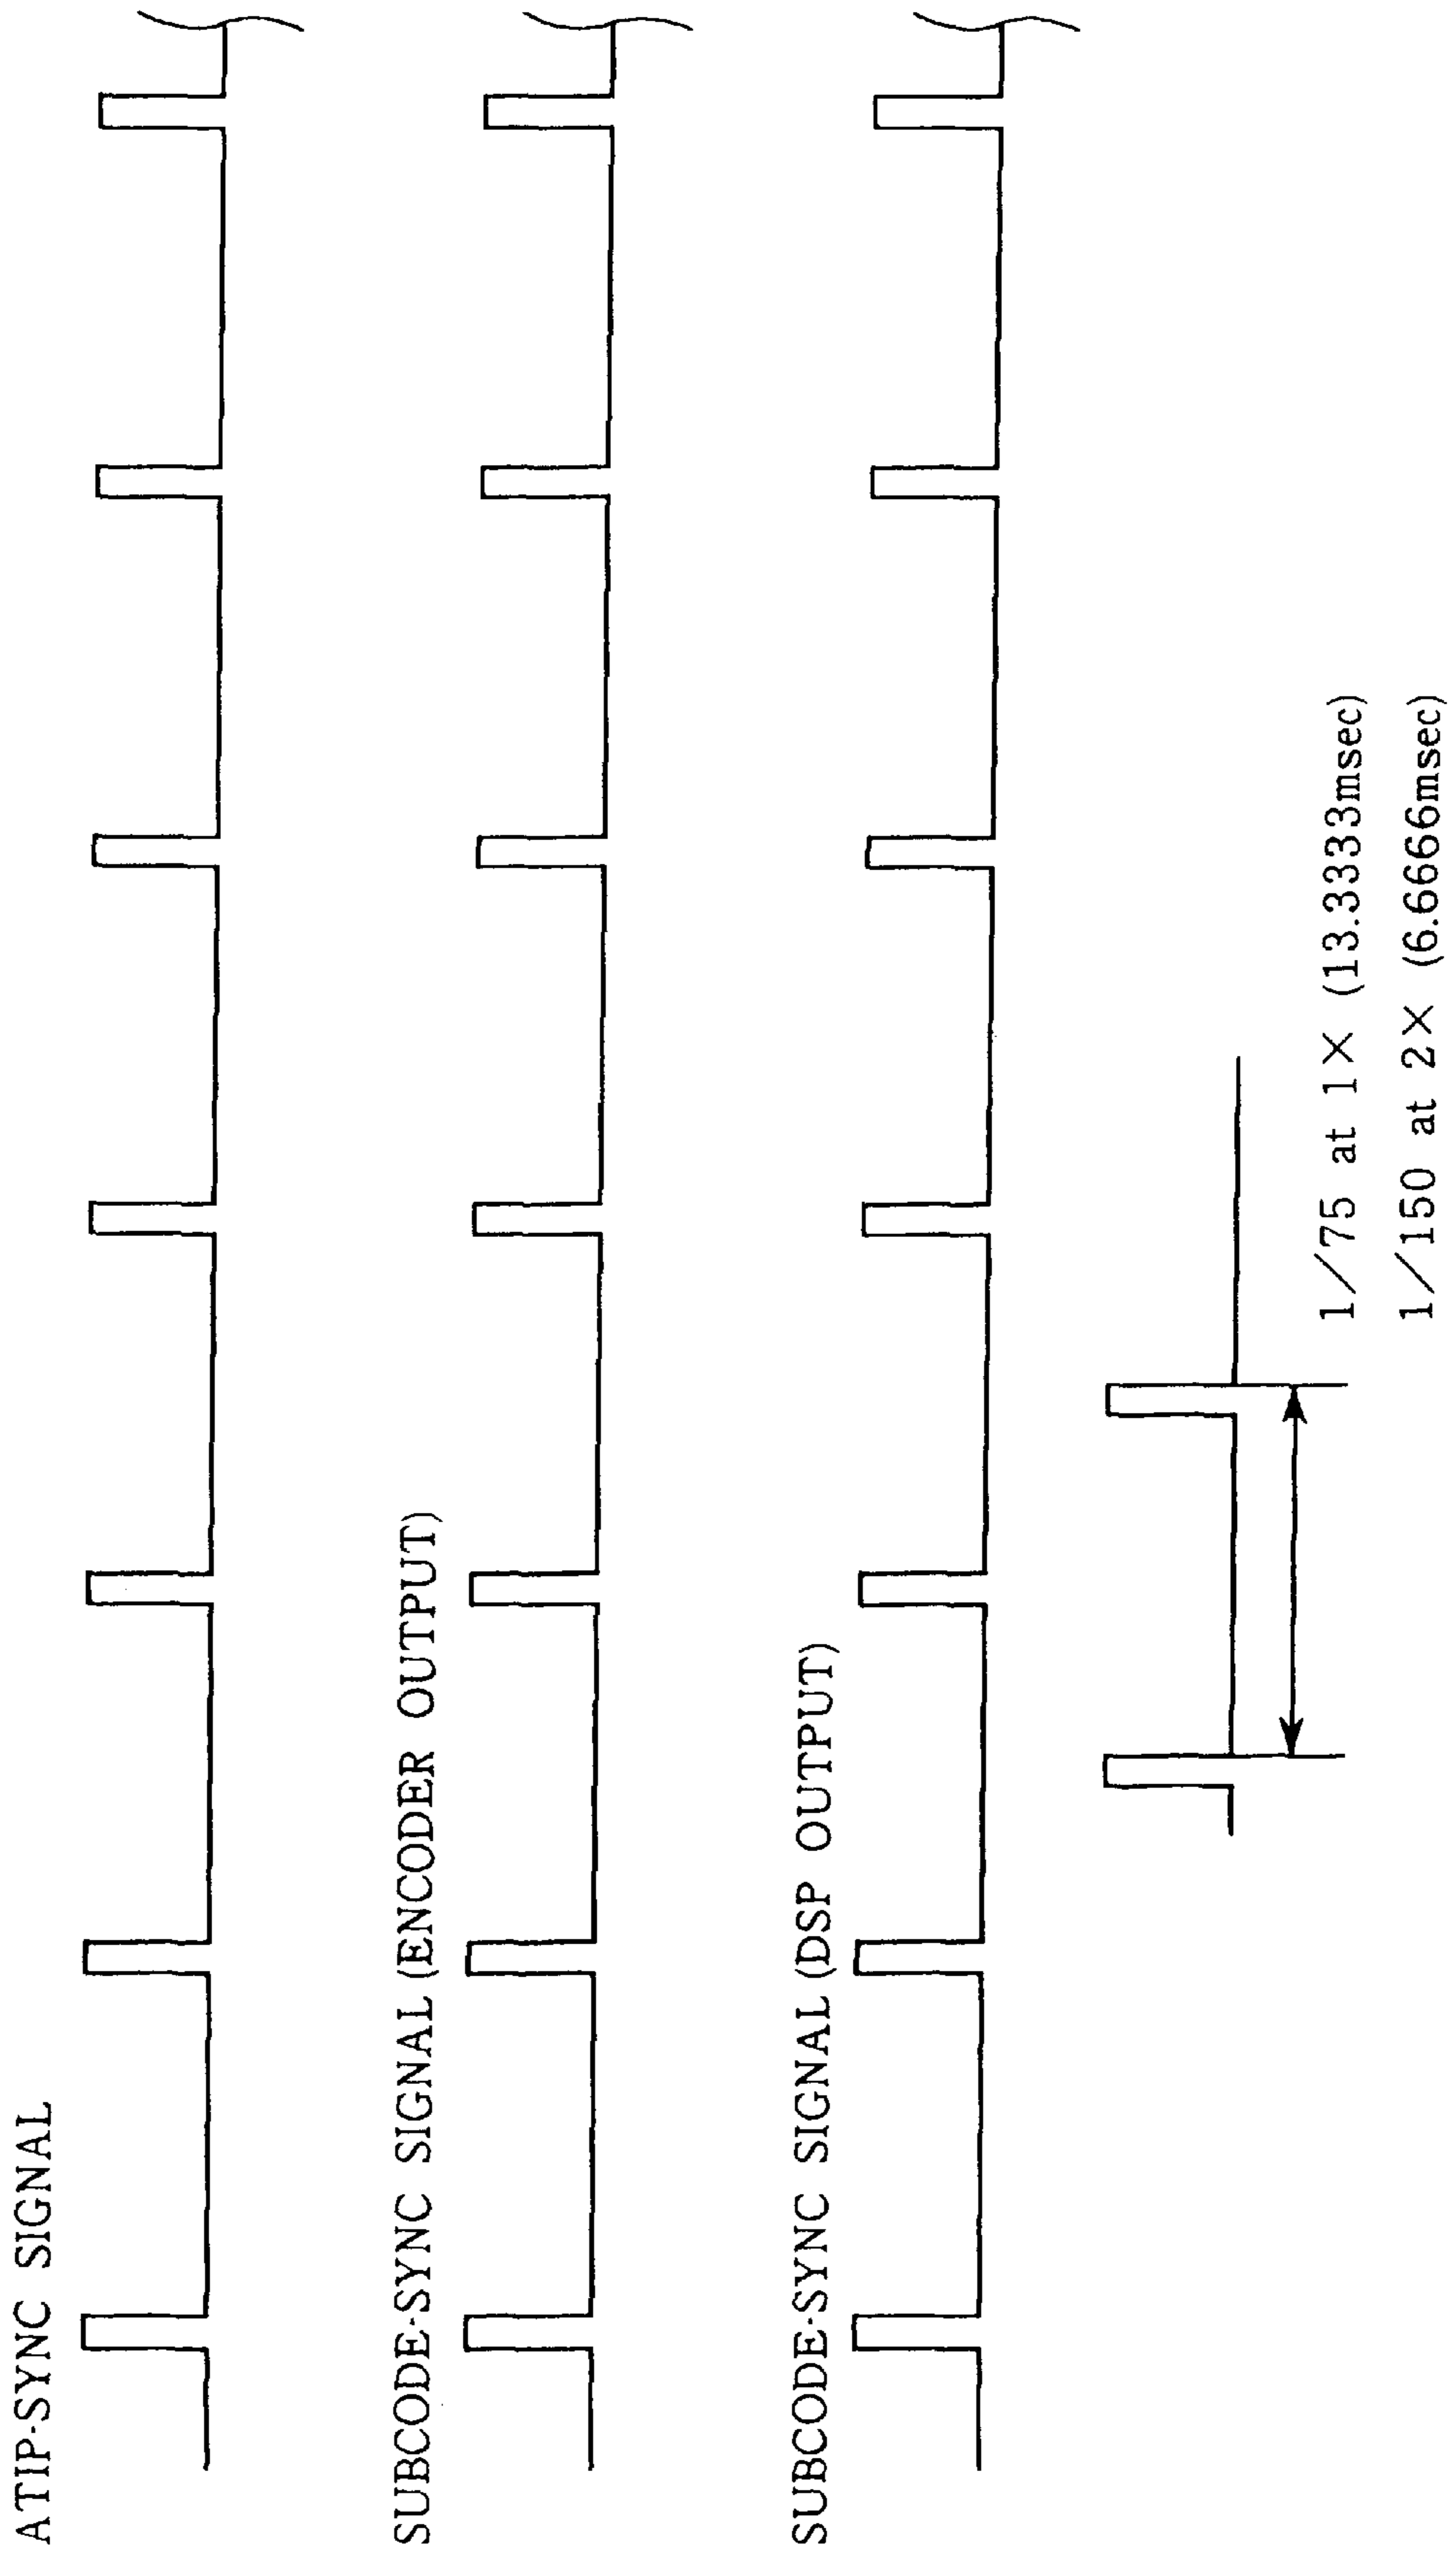 ATIP-SYNC SIGNAL
SUBCODE-SYNC SIGNAL (ENCODER OUTPUT)
SUBCODE-SYNC SIGNAL (DSP OUTPUT)
1/75 at 1× (13.3333msec)
1/150 at 2× (6.6666msec)